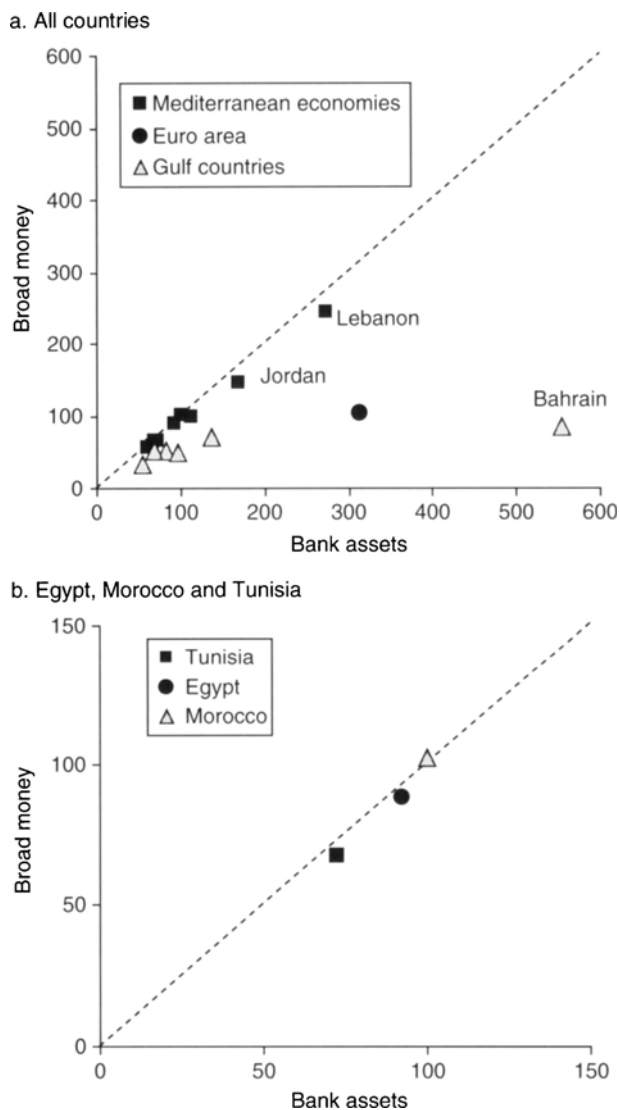 a. All countries
600
500
400
300
200
100
0
Broad money
Mediterranean economies
Euro area
Gulf countries
Lebanon
Jordan
Bahrain
0 100 200 300 400 500 600
Bank assets
b. Egypt, Morocco and Tunisia
150
100
50
0
Broad money
Tunisia
Egypt
Morocco
0 50 100 150
Bank assets